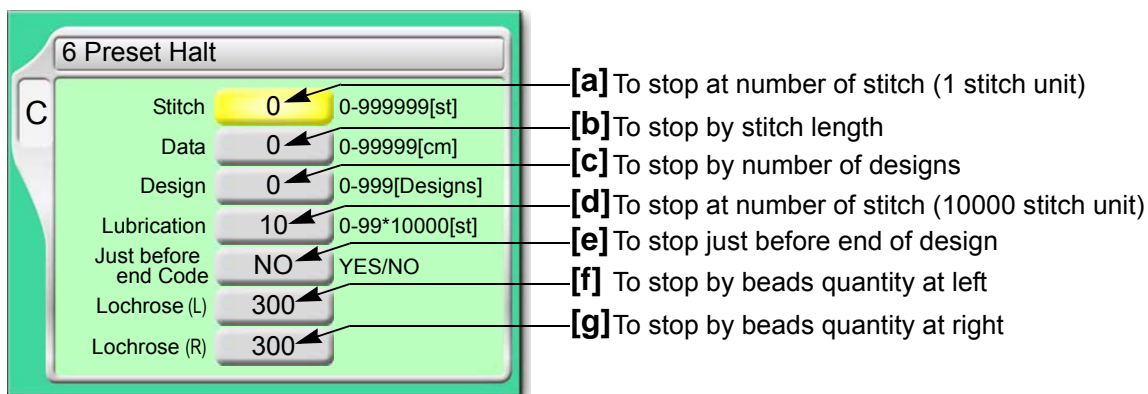 6 Preset Halt
C
Stitch 0 0-999999[st]
Data 0 0-99999[cm]
Design 0 0-999[Designs]
Lubrication 10 0-99*10000[st]
Just before
end Code NO YES/NO
Lochrose (L) 300
Lochrose (R) 300
[a] To stop at number of stitch (1 stitch unit)
[b] To stop by stitch length
[c] To stop by number of designs
[d] To stop at number of stitch (10000 stitch unit)
[e] To stop just before end of design
[f] To stop by beads quantity at left
[g] To stop by beads quantity at right